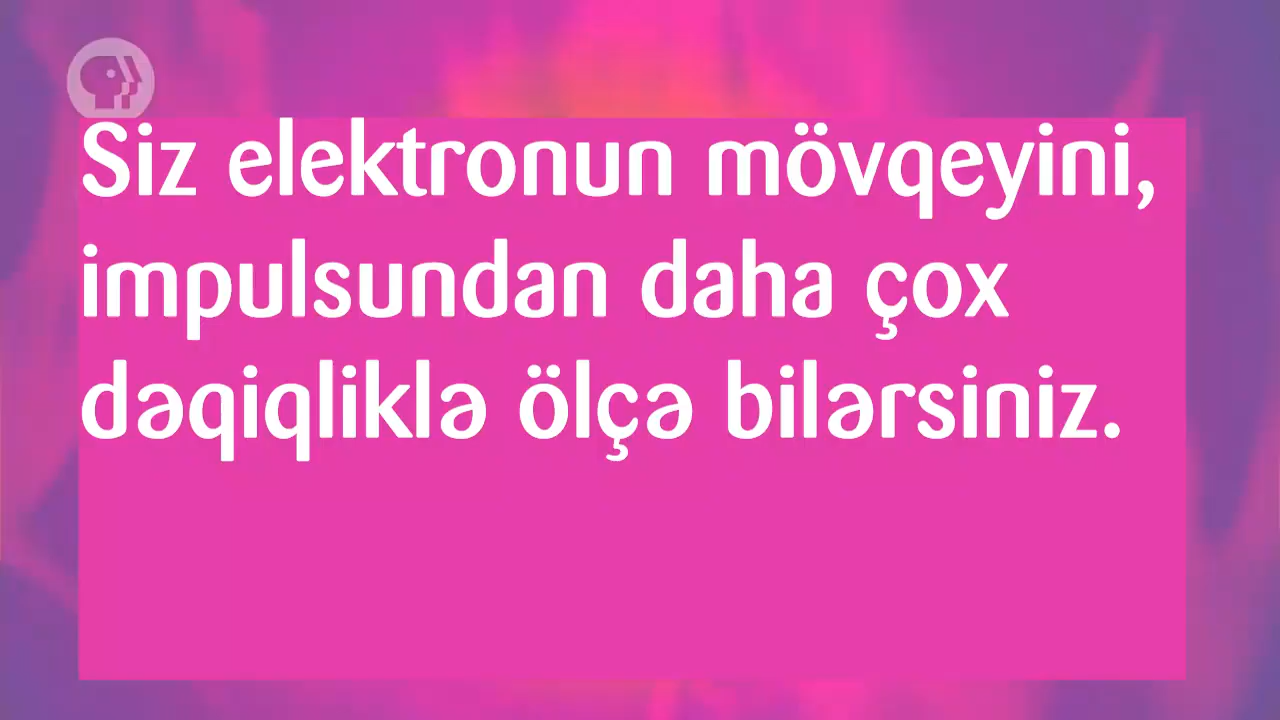 Siz elektronun mövqeyini,
impulsundan daha çox
dəqiqliklə ölçə bilərsiniz.